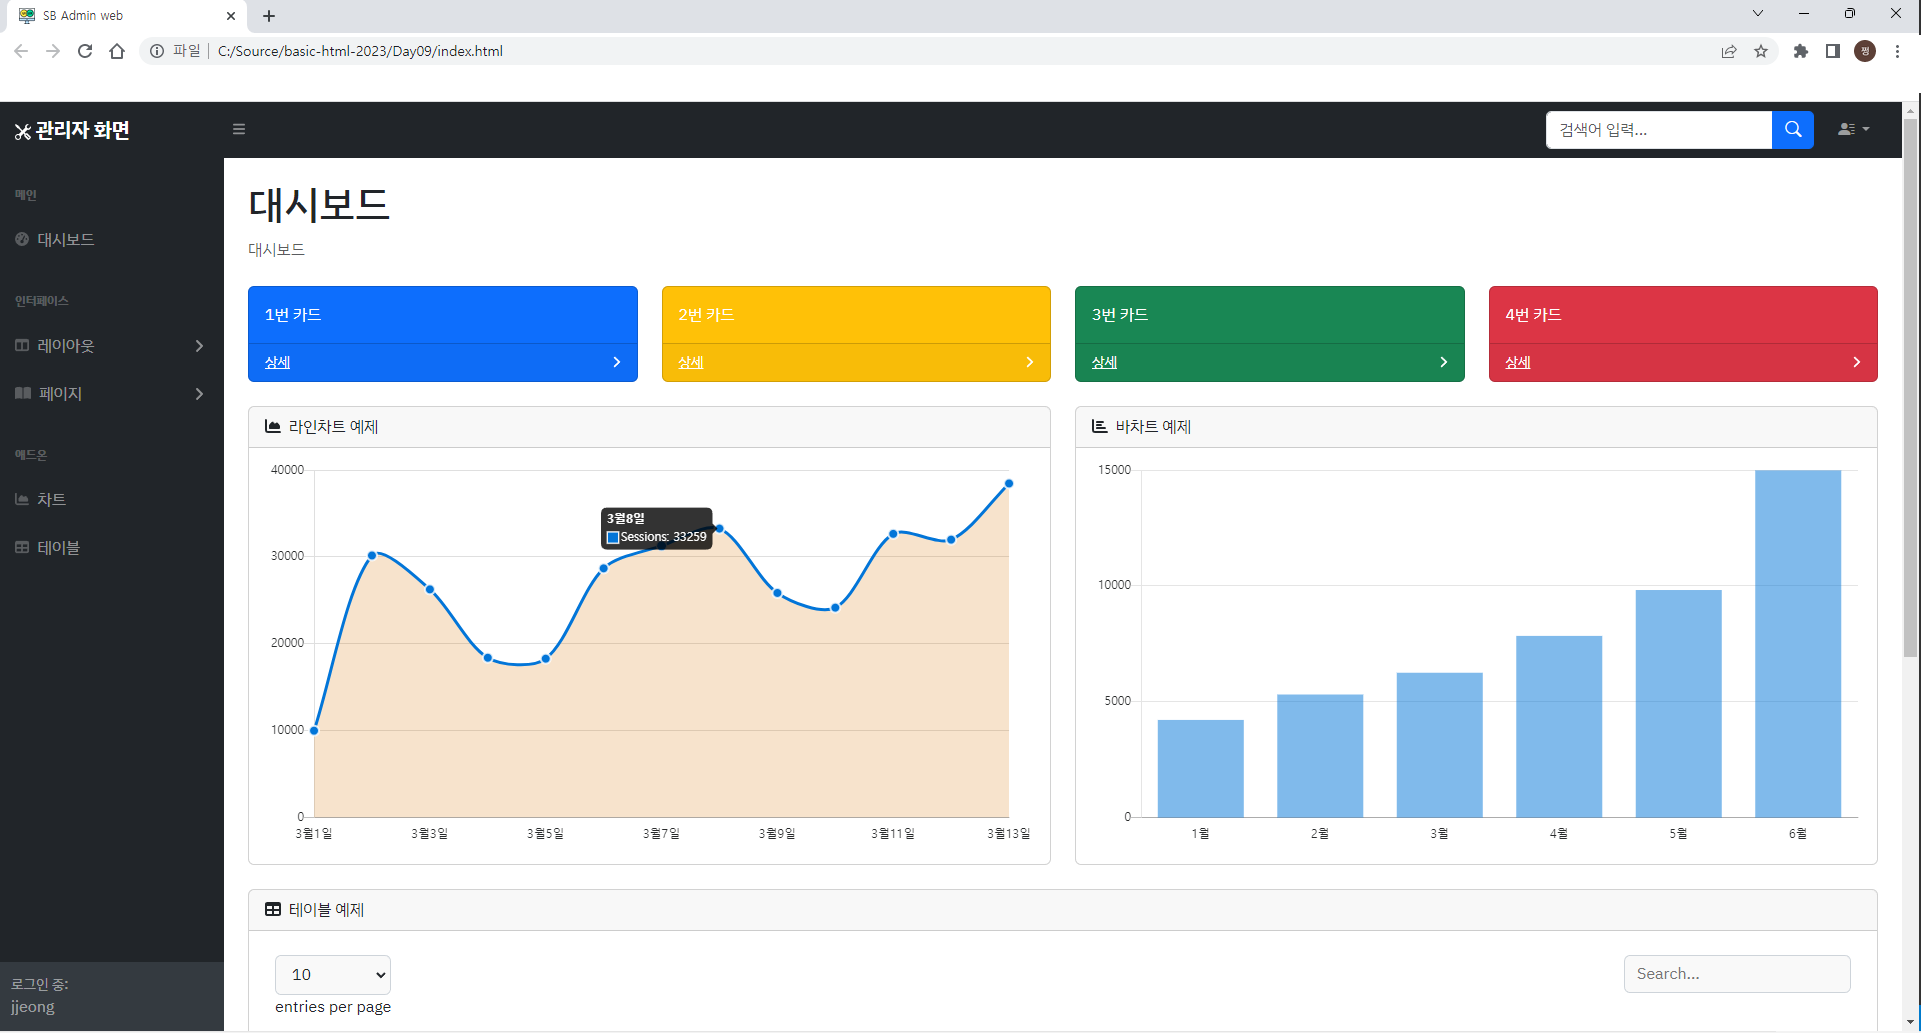 SB Admin web
파일 C:/Source/basic-html-2023/Day09/index.html
쩡
관리자 화면
검색어 입력...
메인
대시보드
인터페이스
레이아웃
페이지
애드온
차트
테이블
로그인 중:
jjeong
대시보드
대시보드
1번 카드
상세
2번 카드
상세
3번 카드
상세
4번 카드
상세
라인차트 예제
40000
30000
20000
10000
0
3월8일
Sessions: 33259
3월1일 3월3일 3월5일 3월7일 3월9일 3월11일 3월13일
바차트 예제
15000
10000
5000
0
1월 2월 3월 4월 5월 6월
테이블 예제
10
entries per page
Search...